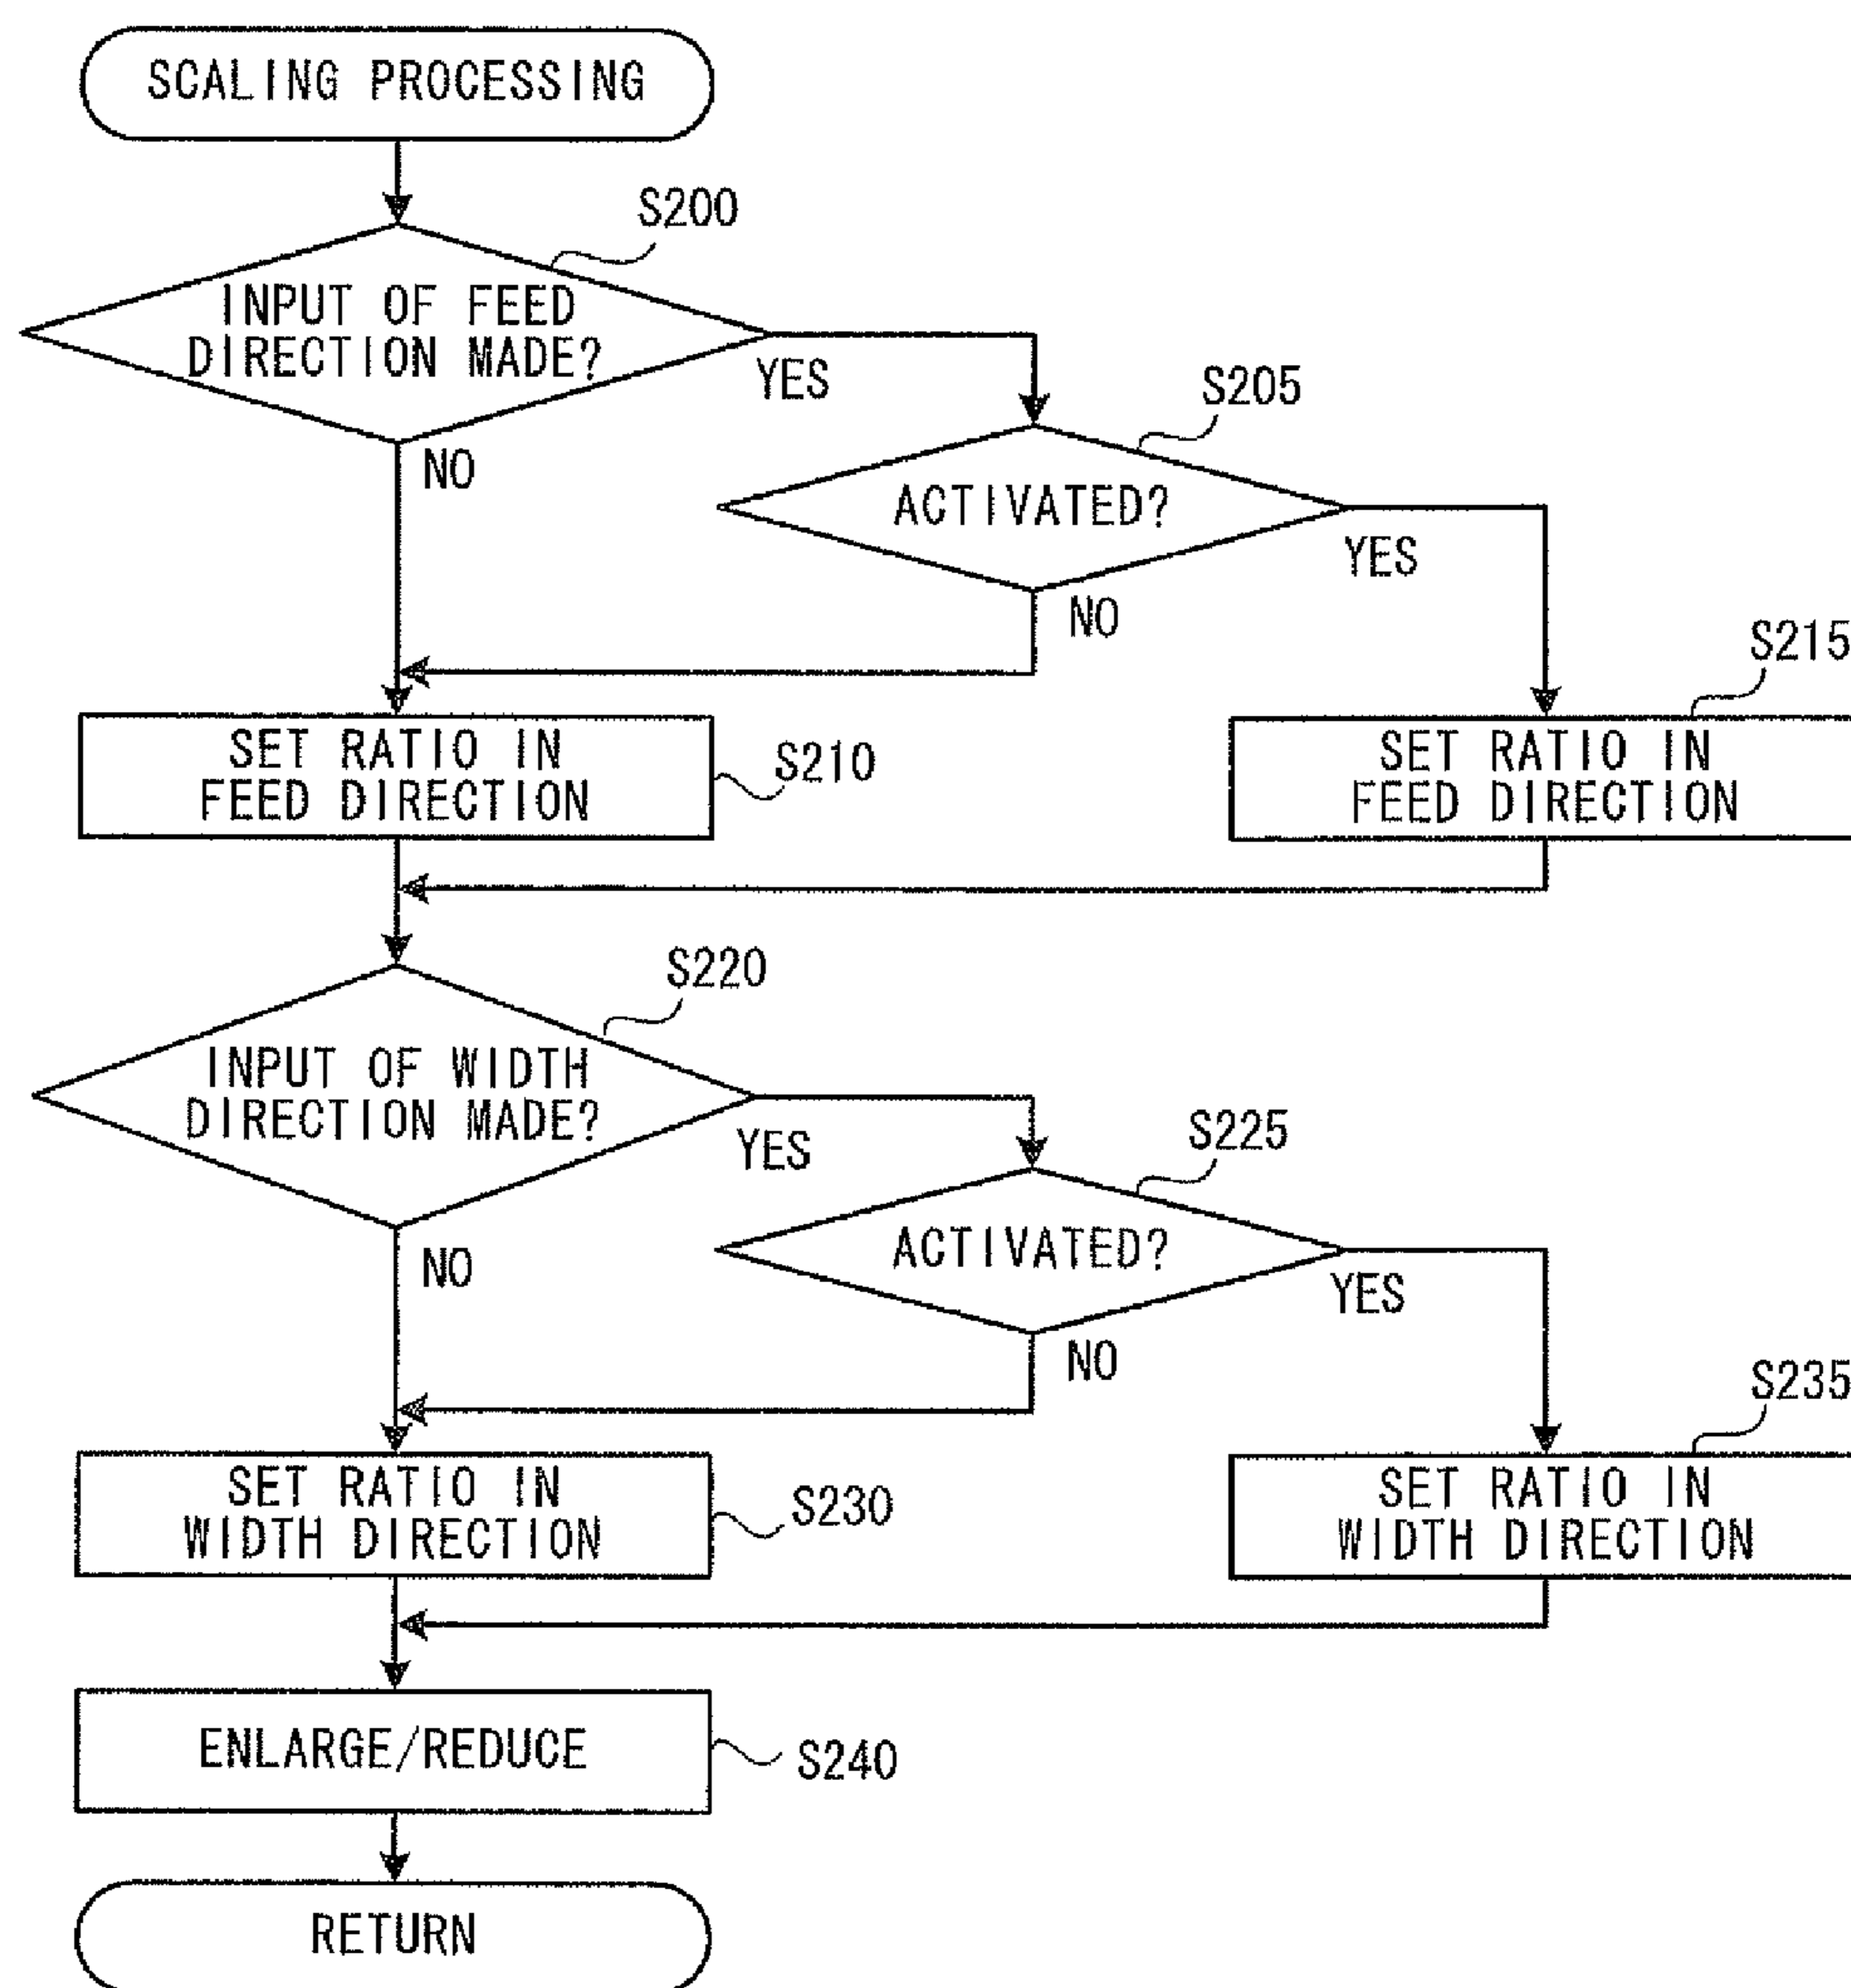 SCALING PROCESSING
S200
INPUT OF FEED
DIRECTION MADE?
YES
S205
NO
ACTIVATED?
YES
NO
S215
SET RATIO IN
FEED DIRECTION
S210
SET RATIO IN
FEED DIRECTION
S220
INPUT OF WIDTH
DIRECTION MADE?
YES
S225
NO
ACTIVATED?
YES
NO
S235
SET RATIO IN
WIDTH DIRECTION
S230
SET RATIO IN
WIDTH DIRECTION
ENLARGE/REDUCE
S240
RETURN